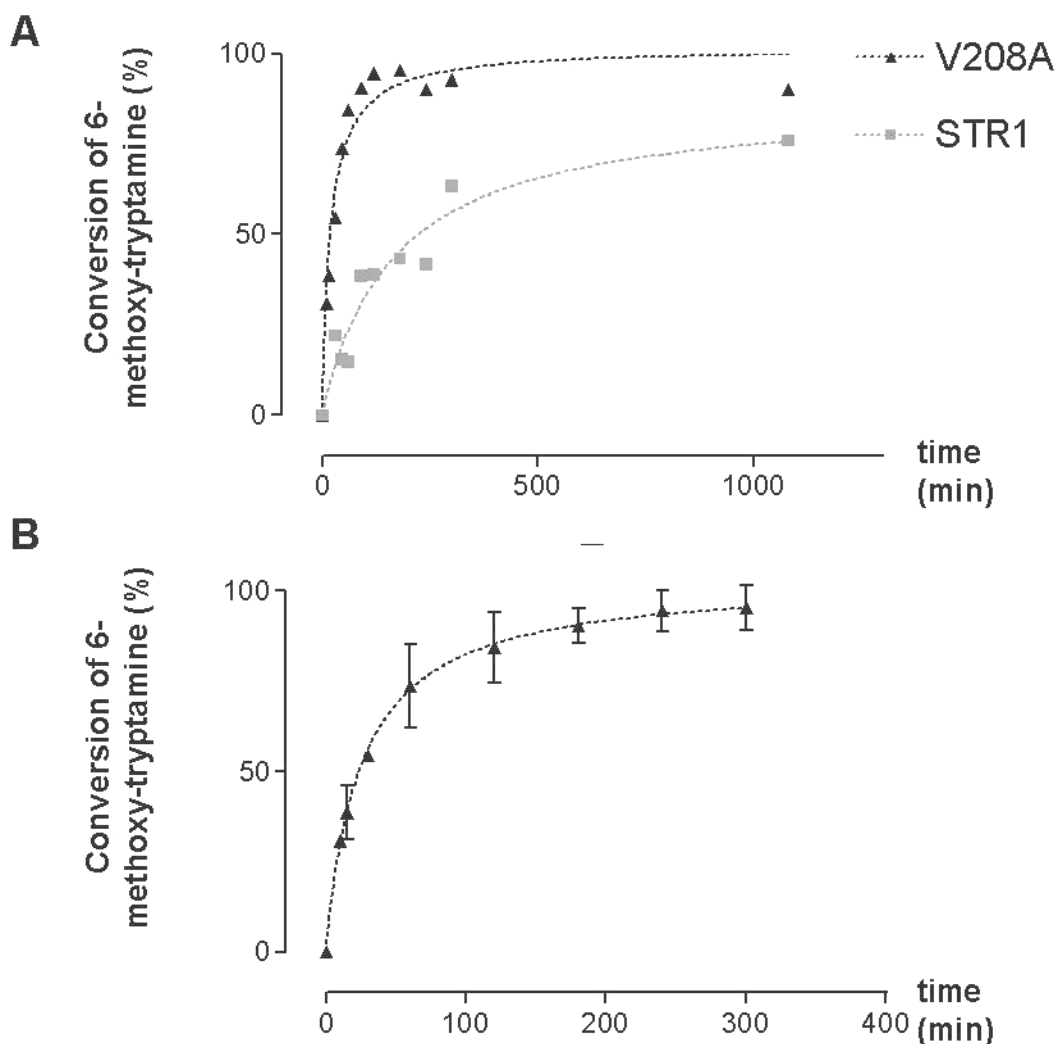 A
Conversion of 6-
methoxy-tryptamine (%)
100
50
0
V208A
STR1
0
500
1000
time
(min)
B
Conversion of 6-
methoxy-tryptamine (%)
100
50
0
0
100
200
300
400
time
(min)